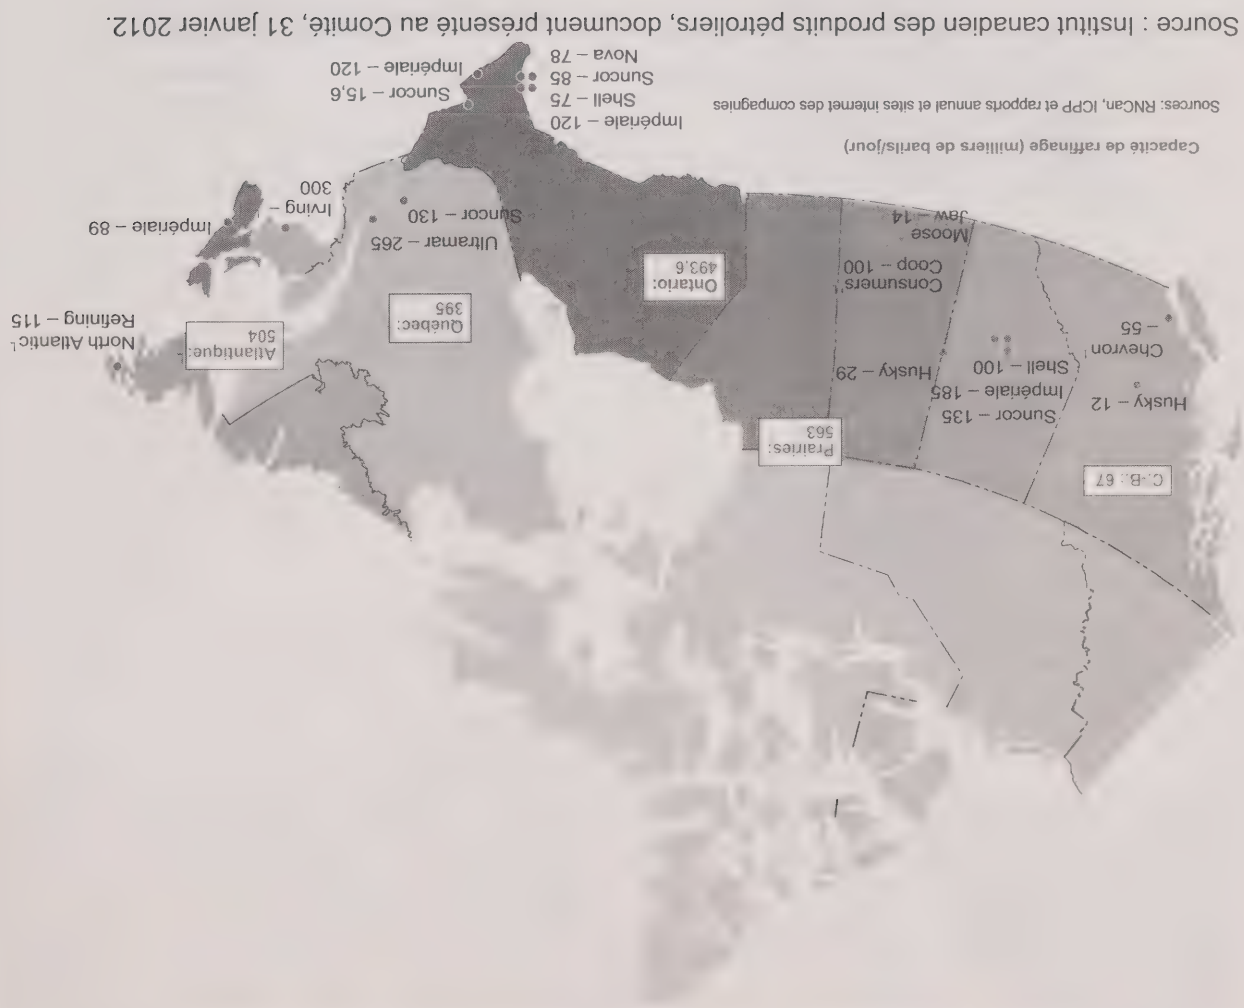 C.-B.: 67
Prairies:
563
Suncor – 135
Impériale – 185
Shell – 100
Husky – 12
Chevron
– 55
Husky – 29
Consumers'
Coop – 100
Moose
Jaw – 14
Ontario:
493.6
Québec:
395
Atlantique:
504
North Atlantic
Refining – 115
Ultramar – 265
Suncor – 130
Irving –
300
Impériale – 89
Capacité de raffinage (milliers de barils/jour)
Sources: RNCan, ICPP et rapports annual et sites internet des compagnies
Impériale – 120
Shell – 75
Suncor – 85
Nova – 78
Suncor – 15,6
Impériale – 120
Source : Institut canadien des produits pétroliers, document présenté au Comité, 31 janvier 2012.